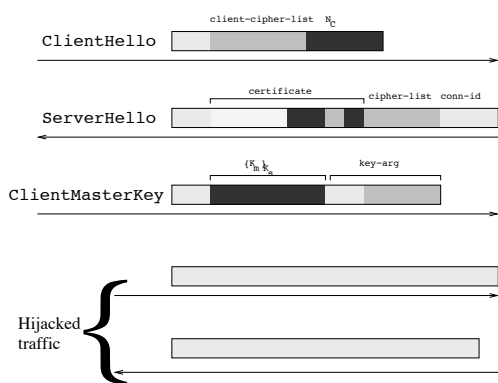 client-cipher-list N_C
ClientHello
certificate cipher-list conn-id
ServerHello
{K_m}K_s key-arg
ClientMasterKey
Hijacked
traffic